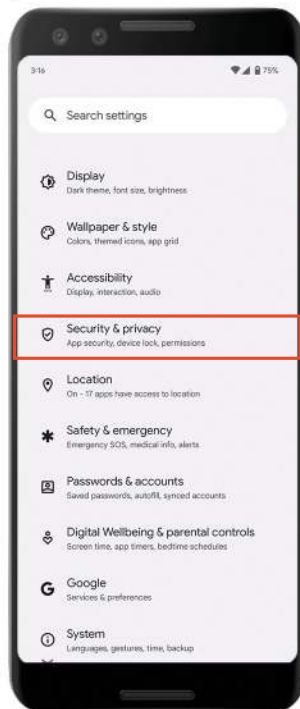 3:16
75%
Search settings
Display
Dark theme, font size, brightness
Wallpaper & style
Colors, themed icons, app grid
Accessibility
Display, interaction, audio
Security & privacy
App security, device lock, permissions
Location
On - 17 apps have access to location
Safety & emergency
Emergency SOS, medical info, alerts
Passwords & accounts
Saved passwords, autofill, synced accounts
Digital Wellbeing & parental controls
Screen time, app timers, bedtime schedules
Google
Services & preferences
System
Languages, gestures, time, backup